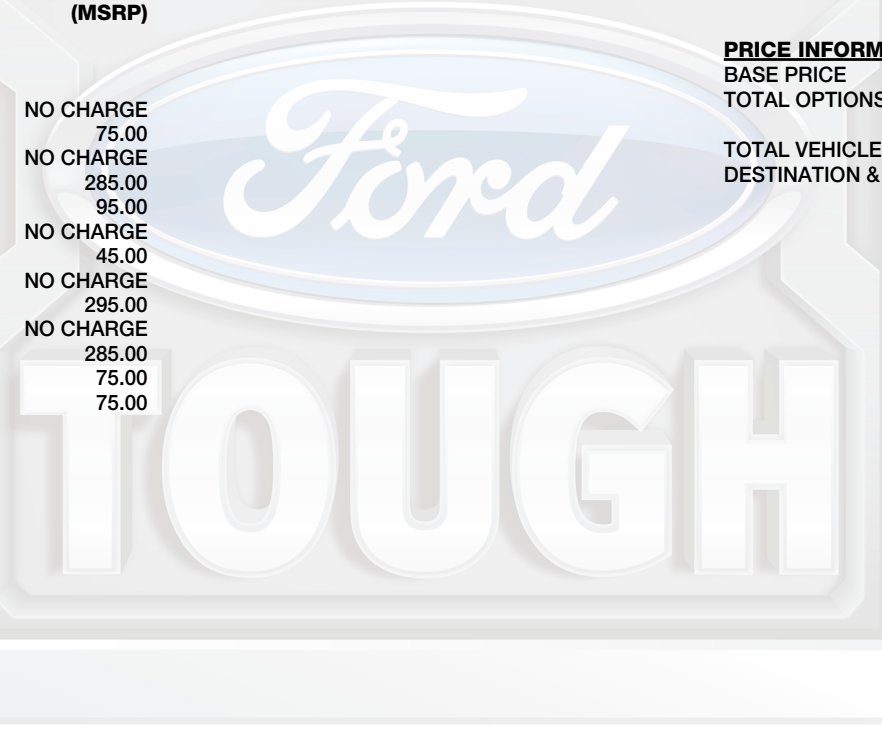 (MSRP)
NO CHARGE
75.00
NO CHARGE
285.00
95.00
NO CHARGE
45.00
NO CHARGE
295.00
NO CHARGE
285.00
75.00
75.00
PRICE INFORM
BASE PRICE
TOTAL OPTIONS
TOTAL VEHICLE
DESTINATION &
Ford
TOUGH